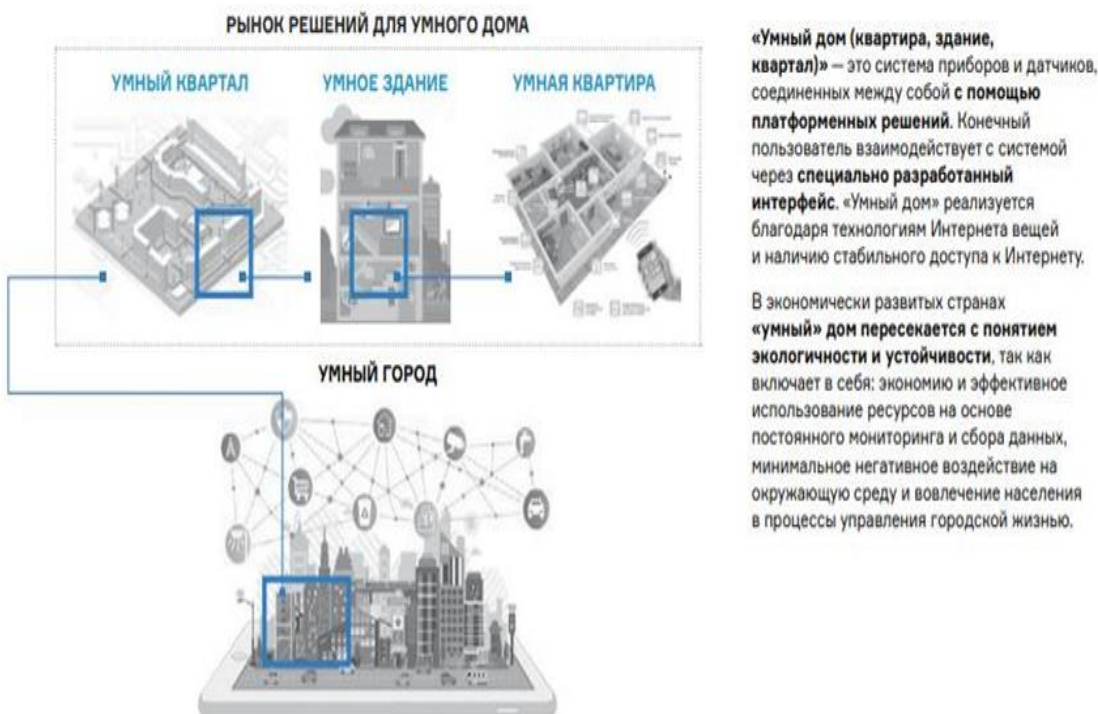 РЫНОК РЕШЕНИЙ ДЛЯ УМНОГО ДОМА
УМНЫЙ КВАРТАЛ
УМНОЕ ЗДАНИЕ
УМНАЯ КВАРТИРА
УМНЫЙ ГОРОД
«Умный дом (квартира, здание,
квартал)» — это система приборов и датчиков,
соединенных между собой с помощью
платформенных решений. Конечный
пользователь взаимодействует с системой
через специально разработанный
интерфейс. «Умный дом» реализуется
благодаря технологиям Интернета вещей
и наличию стабильного доступа к Интернету.
В экономически развитых странах
«умный» дом пересекается с понятием
экологичности и устойчивости, так как
включает в себя: экономию и эффективное
использование ресурсов на основе
постоянного мониторинга и сбора данных,
минимальное негативное воздействие на
окружающую среду и вовлечение населения
в процессы управления городской жизнью.